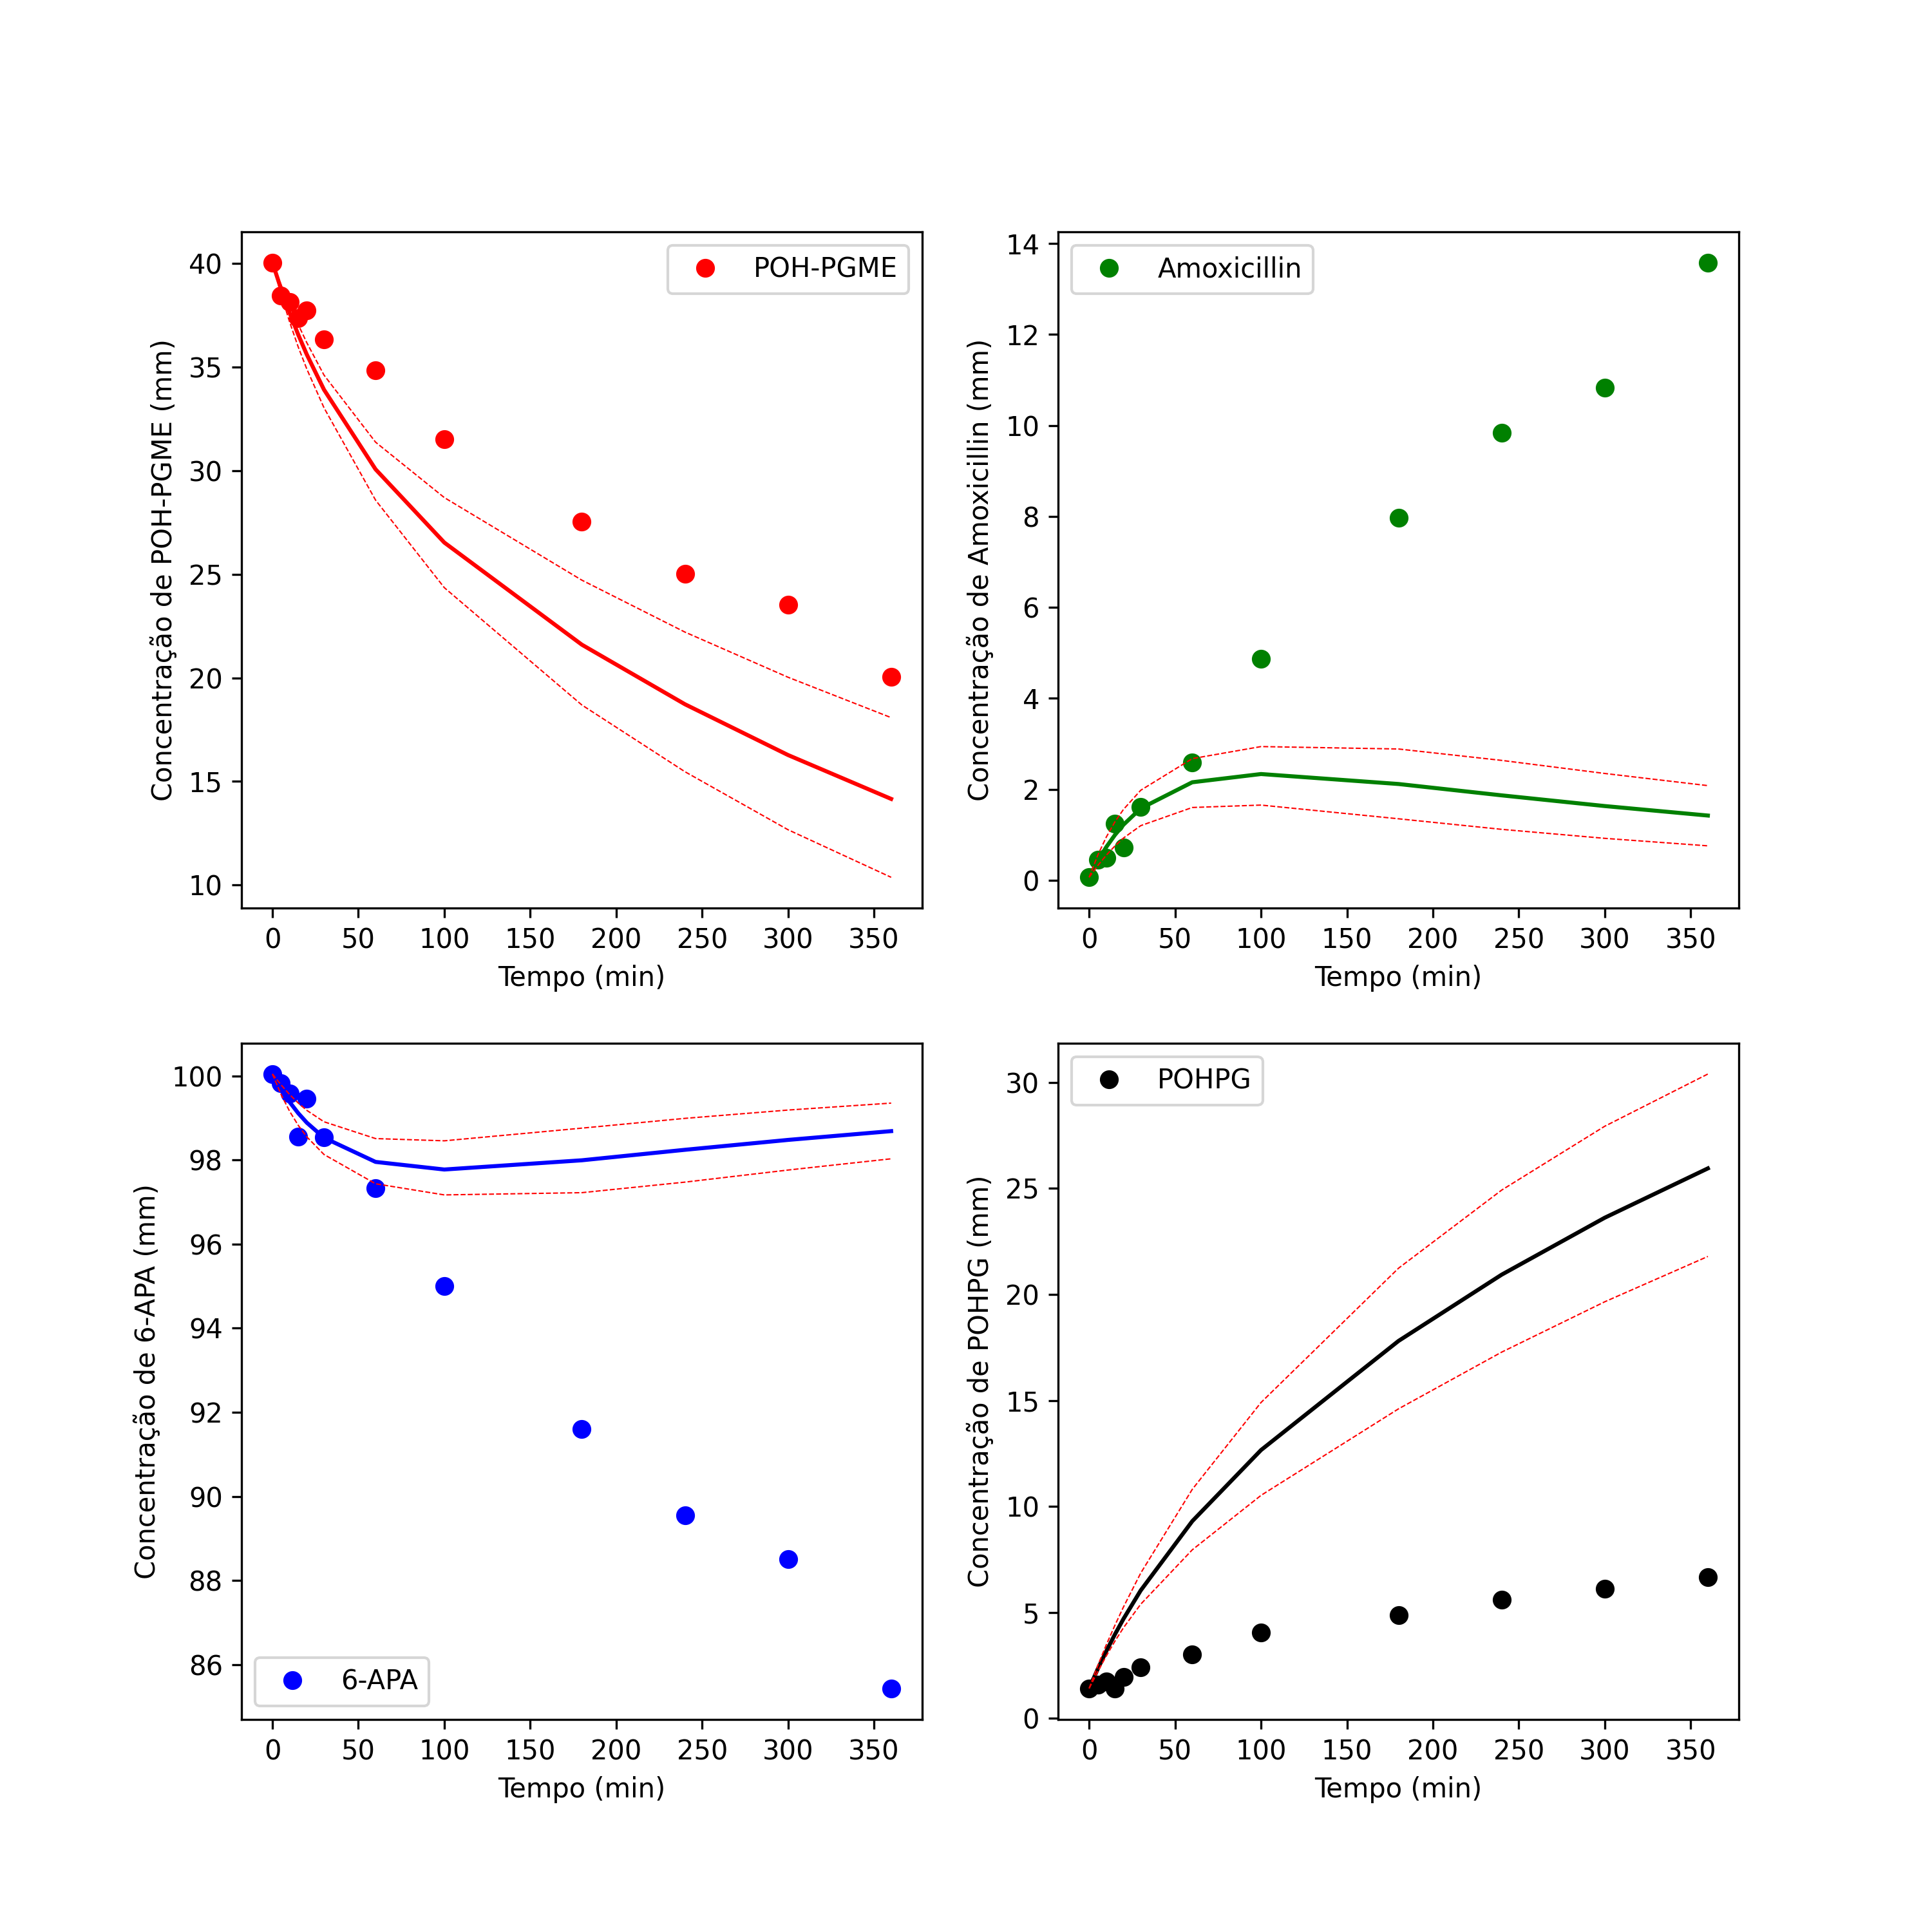 POH-PGME
Concentração de POH-PGME (mm)
40
35
30
25
20
15
10
0 50 100 150 200 250 300 350
Tempo (min)
Amoxicillin
Concentração de Amoxicillin (mm)
14
12
10
8
6
4
2
0
0 50 100 150 200 250 300 350
Tempo (min)
6-APA
Concentração de 6-APA (mm)
100
98
96
94
92
90
88
86
0 50 100 150 200 250 300 350
Tempo (min)
POHPG
Concentração de POHPG (mm)
30
25
20
15
10
5
0
0 50 100 150 200 250 300 350
Tempo (min)